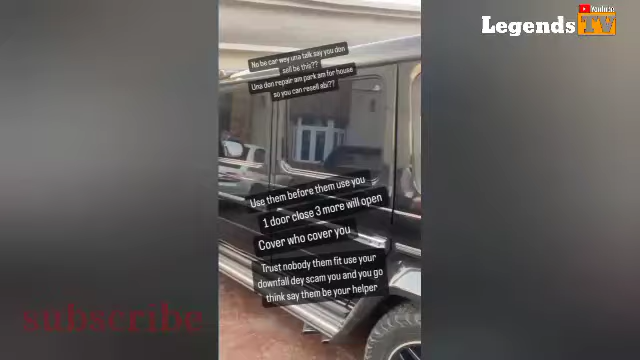 YouTube
Legends TV
No be car wey una talk say you don
sell be this??
Una don repair am park am for house
so you can resell abi??
Use them before them use you
1 door close 3 more will open
Cover who cover you
Trust nobody them fit use your
downfall dey scam you and you go
think say them be your helper
subscribe